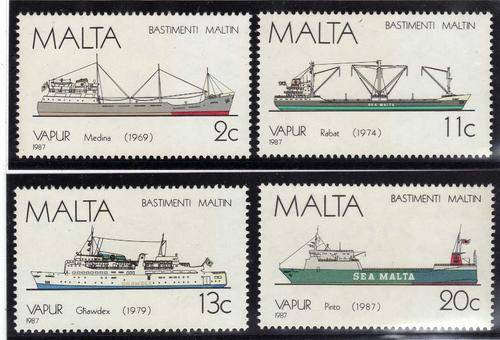 MALTA BASTIMENTI MALTIN
VAPUR Medina (1969) 2c
1987
MALTA BASTIMENTI MALTIN
SEA MALTA
VAPUR Rabat (1974) 11c
1987
MALTA BASTIMENTI MALTIN
GHAWDEX
VAPUR Għawdex (1979) 13c
1987
MALTA BASTIMENTI MALTIN
SEA MALTA
VAPUR Pinto (1987) 20c
1987